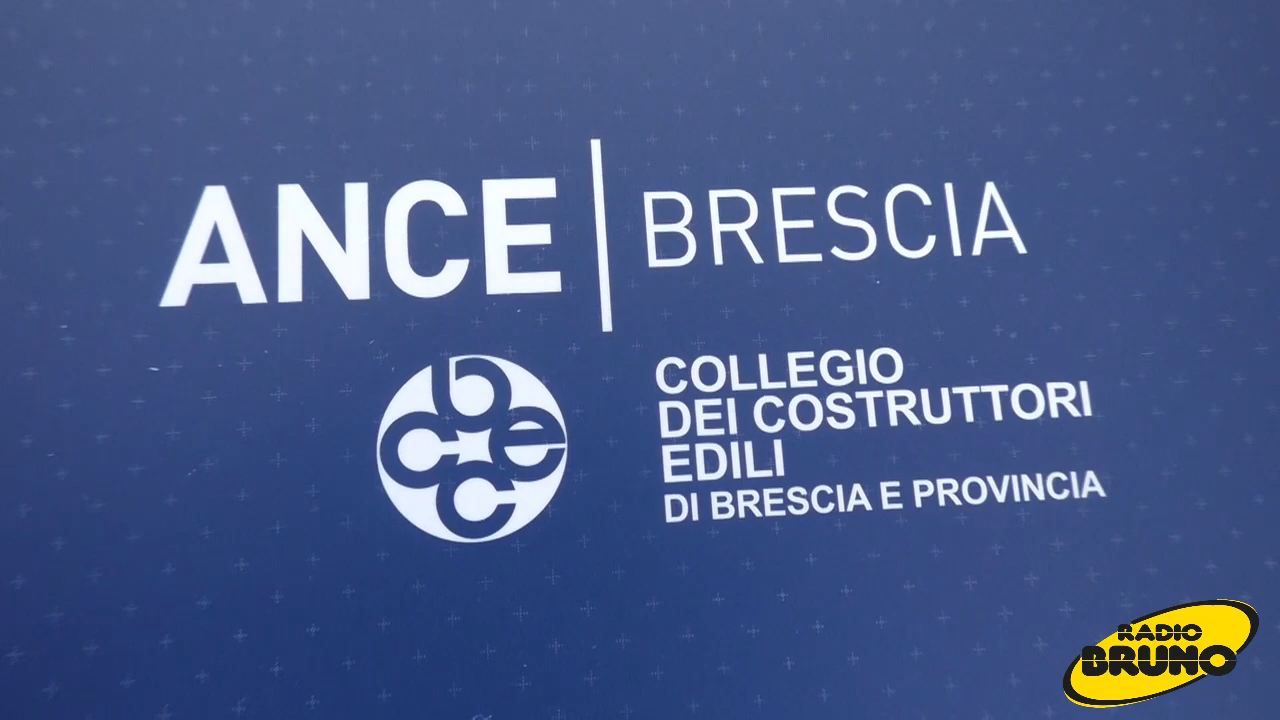 ANCE | BRESCIA
b
c e
c
COLLEGIO
DEI COSTRUTTORI
EDILI
DI BRESCIA E PROVINCIA
RADIO
BRUNO